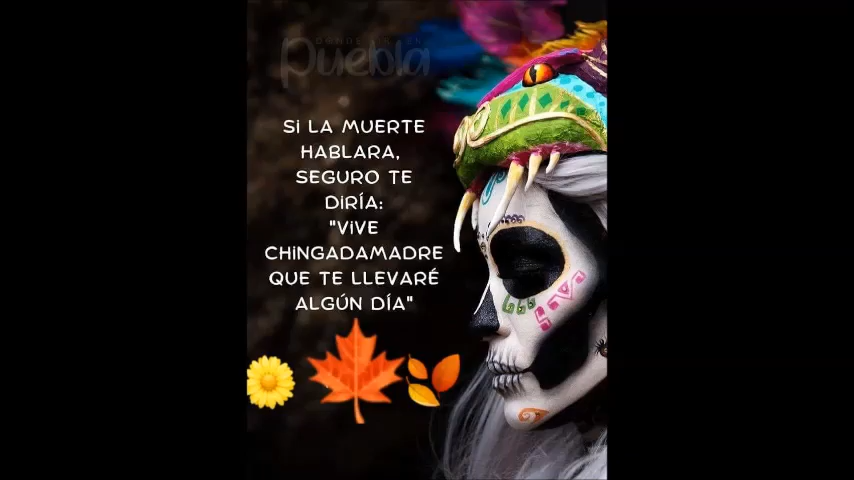 Puebla
SI LA MUERTE
HABLARA,
SEGURO TE
DIRÍA:
"VIVE
CHINGADAMADRE
QUE TE LLEVARÉ
ALGÚN DÍA"